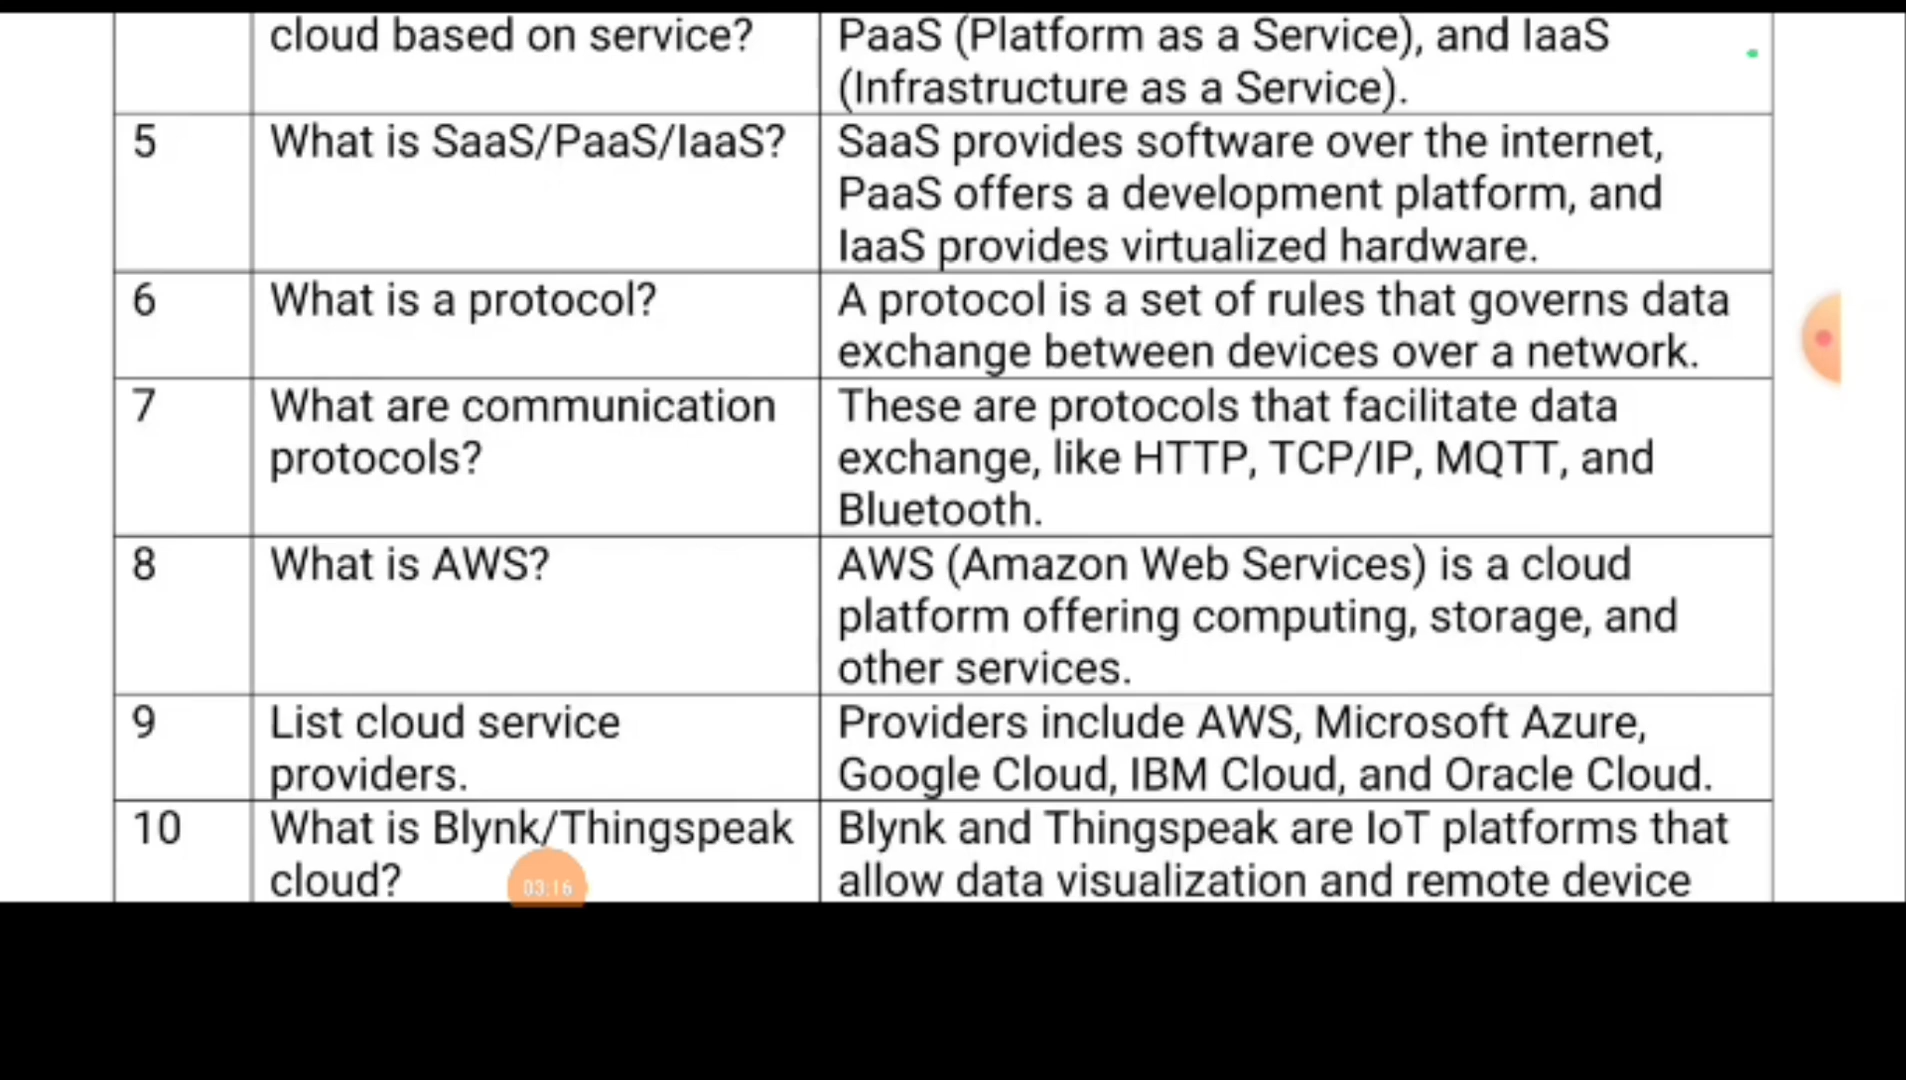 cloud based on service?
PaaS (Platform as a Service), and IaaS
(Infrastructure as a Service).
5
What is SaaS/PaaS/IaaS?
SaaS provides software over the internet,
PaaS offers a development platform, and
IaaS provides virtualized hardware.
6
What is a protocol?
A protocol is a set of rules that governs data
exchange between devices over a network.
7
What are communication
protocols?
These are protocols that facilitate data
exchange, like HTTP, TCP/IP, MQTT, and
Bluetooth.
8
What is AWS?
AWS (Amazon Web Services) is a cloud
platform offering computing, storage, and
other services.
9
List cloud service
providers.
Providers include AWS, Microsoft Azure,
Google Cloud, IBM Cloud, and Oracle Cloud.
10
What is Blynk/Thingspeak
cloud?
Blynk and Thingspeak are IoT platforms that
allow data visualization and remote device
03:16